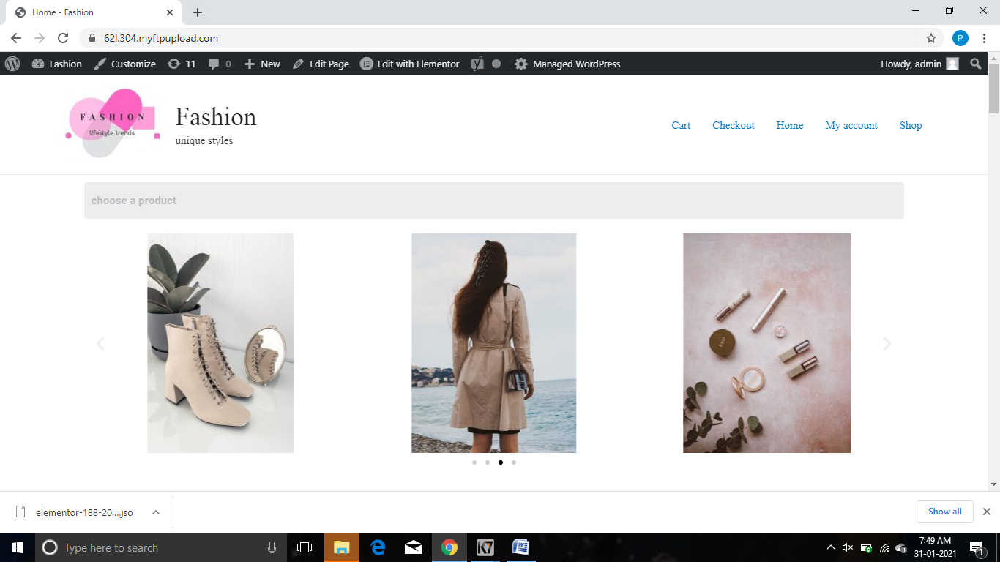 Home - Fashion
62l.304.myftpupload.com
P
Fashion
Customize
11
0
New
Edit Page
Edit with Elementor
Managed WordPress
Howdy, admin
FASHION
lifestyle trends
Fashion
unique styles
Cart
Checkout
Home
My account
Shop
choose a product
elementor-188-20....jso
Show all
Type here to search
7:49 AM
31-01-2021
1